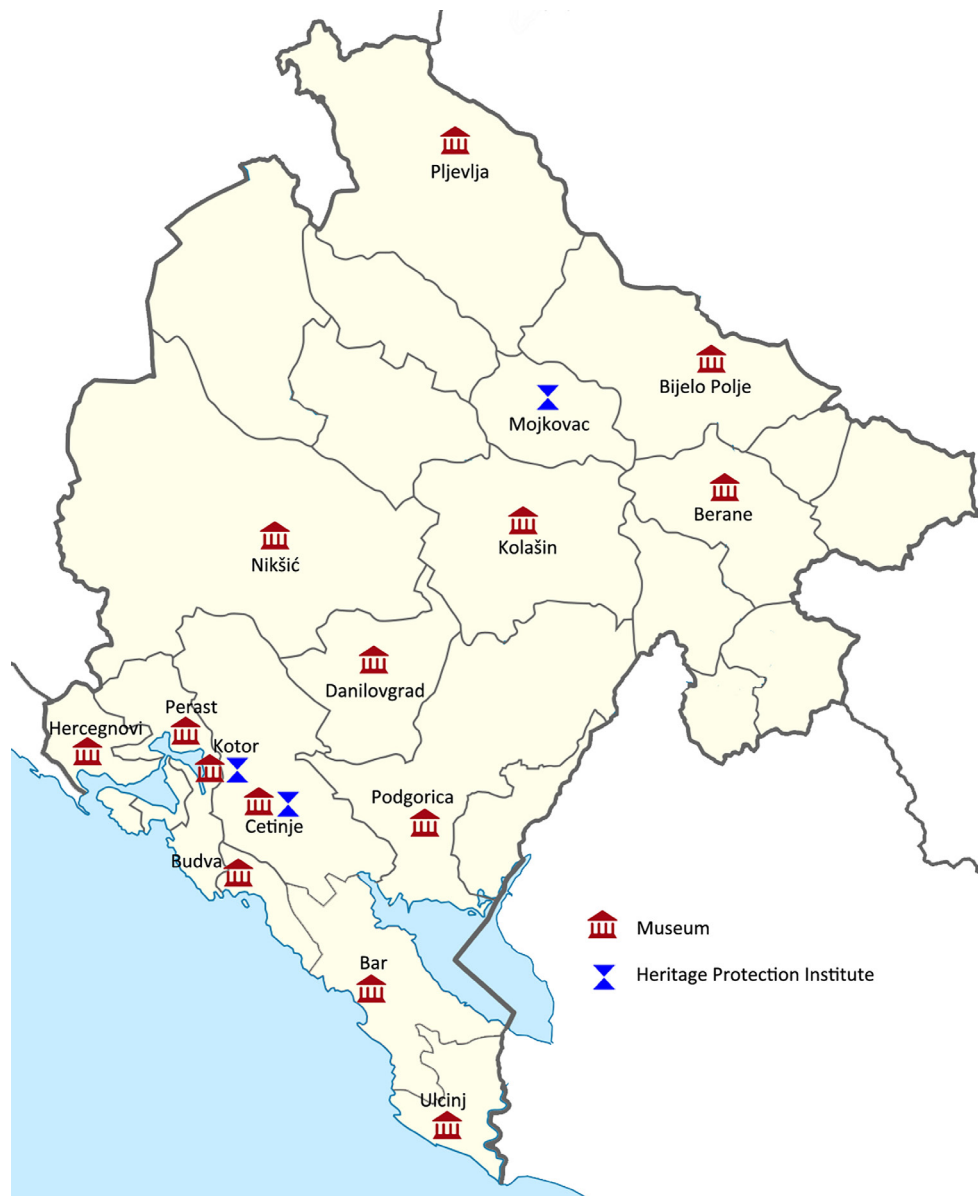 Pljevlja
Bijelo Polje
Mojkovac
Berane
Kolašin
Nikšić
Danilovgrad
Perast
Hercegnovi
Kotor
Podgorica
Cetinje
Budva
Museum
Bar
Heritage Protection Institute
Ulcinj